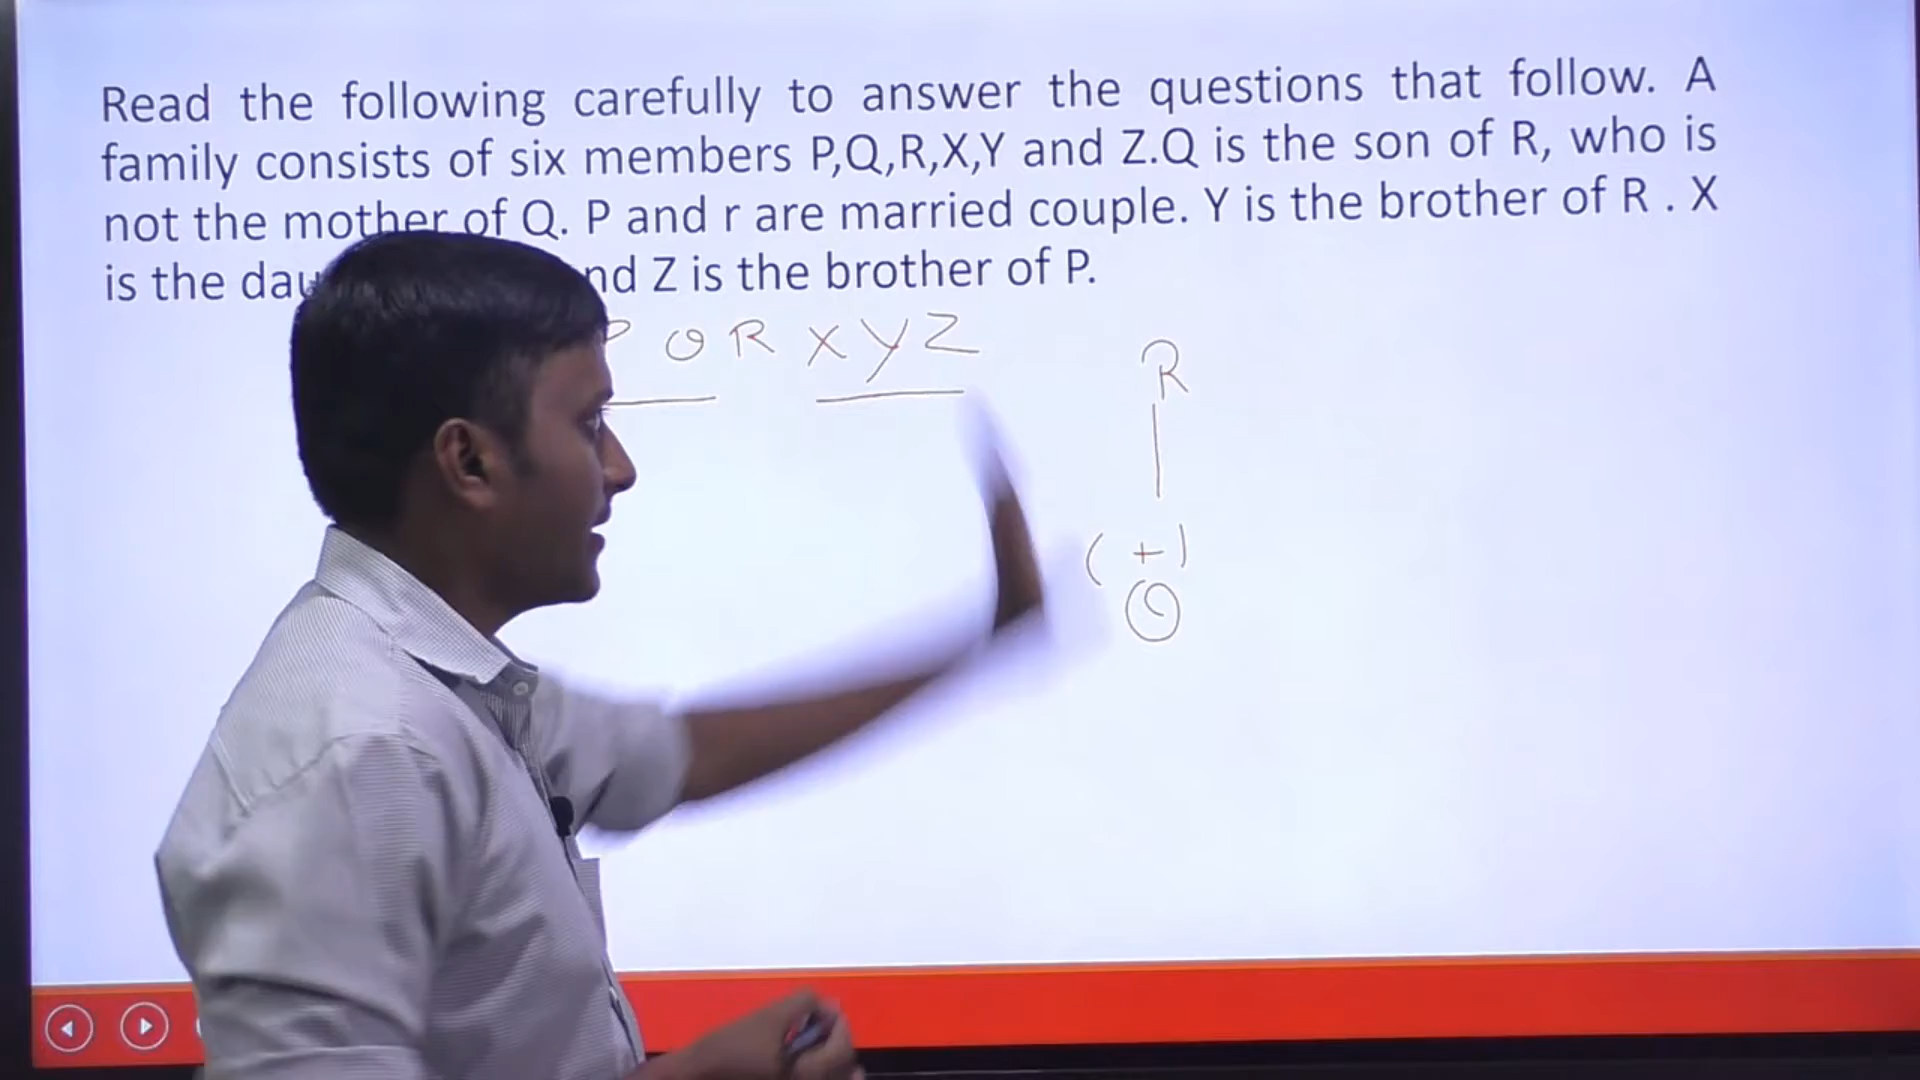 Read the following carefully to answer the questions that follow. A
family consists of six members P,Q,R,X,Y and Z.Q is the son of R, who is
not the mother of Q. P and r are married couple. Y is the brother of R . X
is the Z is the brother of P.
P Q R X Y Z
R
(+)
Q